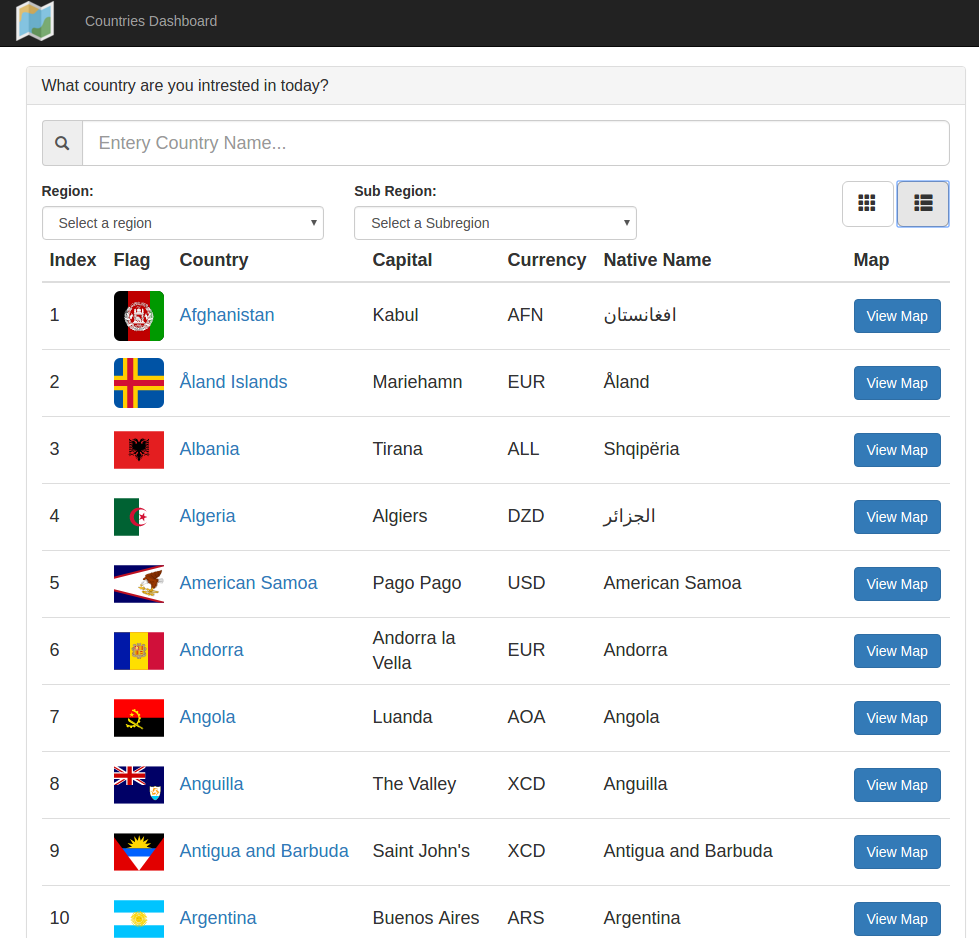 Countries Dashboard
What country are you intrested in today?
Entery Country Name...
Region: Sub Region:
Select a region Select a Subregion
Index Flag Country Capital Currency Native Name Map
1 Afghanistan Kabul AFN افغانستان View Map
2 Åland Islands Mariehamn EUR Åland View Map
3 Albania Tirana ALL Shqipëria View Map
4 Algeria Algiers DZD الجزائر View Map
5 American Samoa Pago Pago USD American Samoa View Map
6 Andorra Andorra la Vella EUR Andorra View Map
7 Angola Luanda AOA Angola View Map
8 Anguilla The Valley XCD Anguilla View Map
9 Antigua and Barbuda Saint John's XCD Antigua and Barbuda View Map
10 Argentina Buenos Aires ARS Argentina View Map